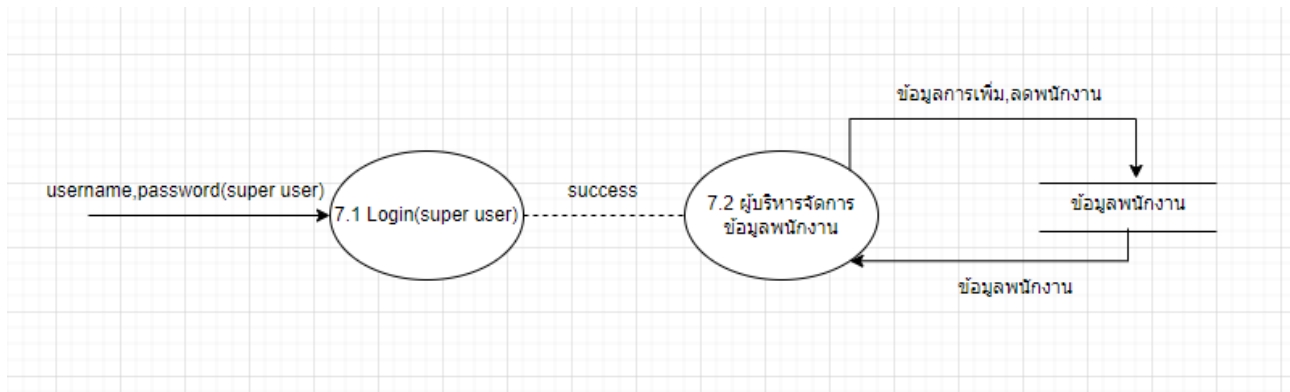 ข้อมูลการเพิ่ม,ลดพนักงาน
username,password(super user)
7.1 Login(super user)
success
7.2 ผู้บริหารจัดการ
ข้อมูลพนักงาน
ข้อมูลพนักงาน
ข้อมูลพนักงาน